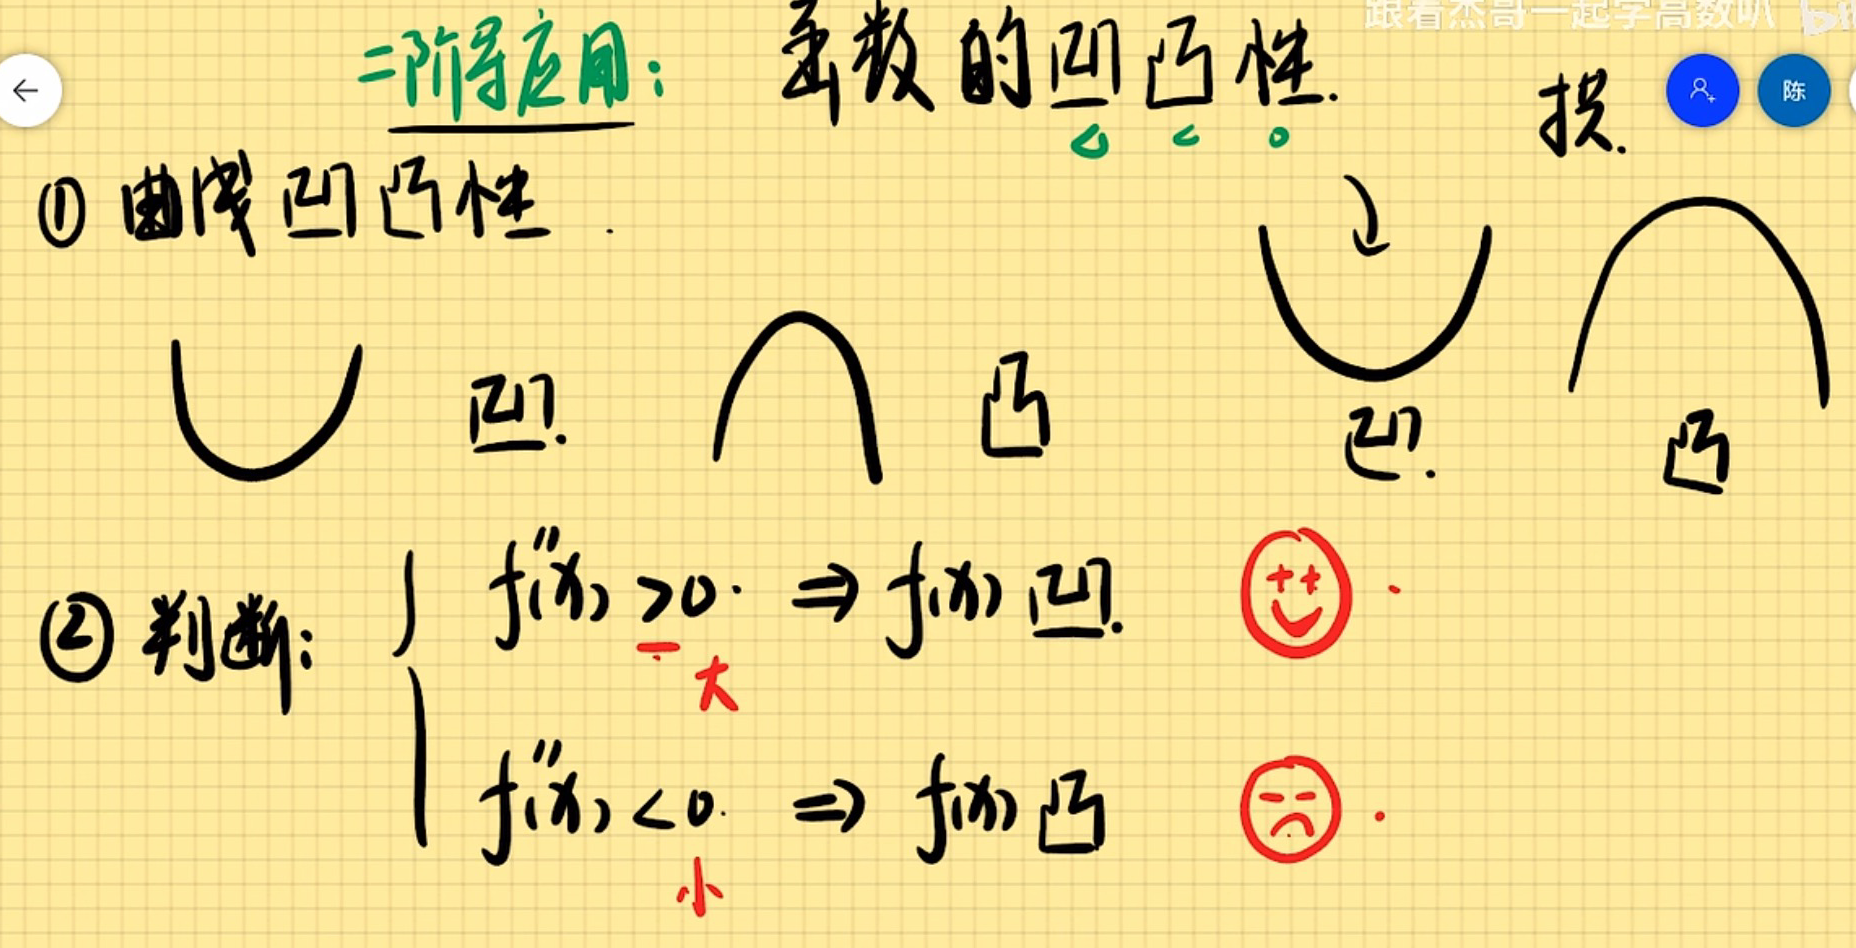 跟着杰哥一起学高数叭 bili
二阶导应用: 函数的凹凸性.
拱.
陈
① 曲线凹凸性.
凹. 凸 凹. 凸
② 判断:
f''(x) >0. ⇒ f(x) 凹.
大
f''(x) <0. ⇒ f(x) 凸
小